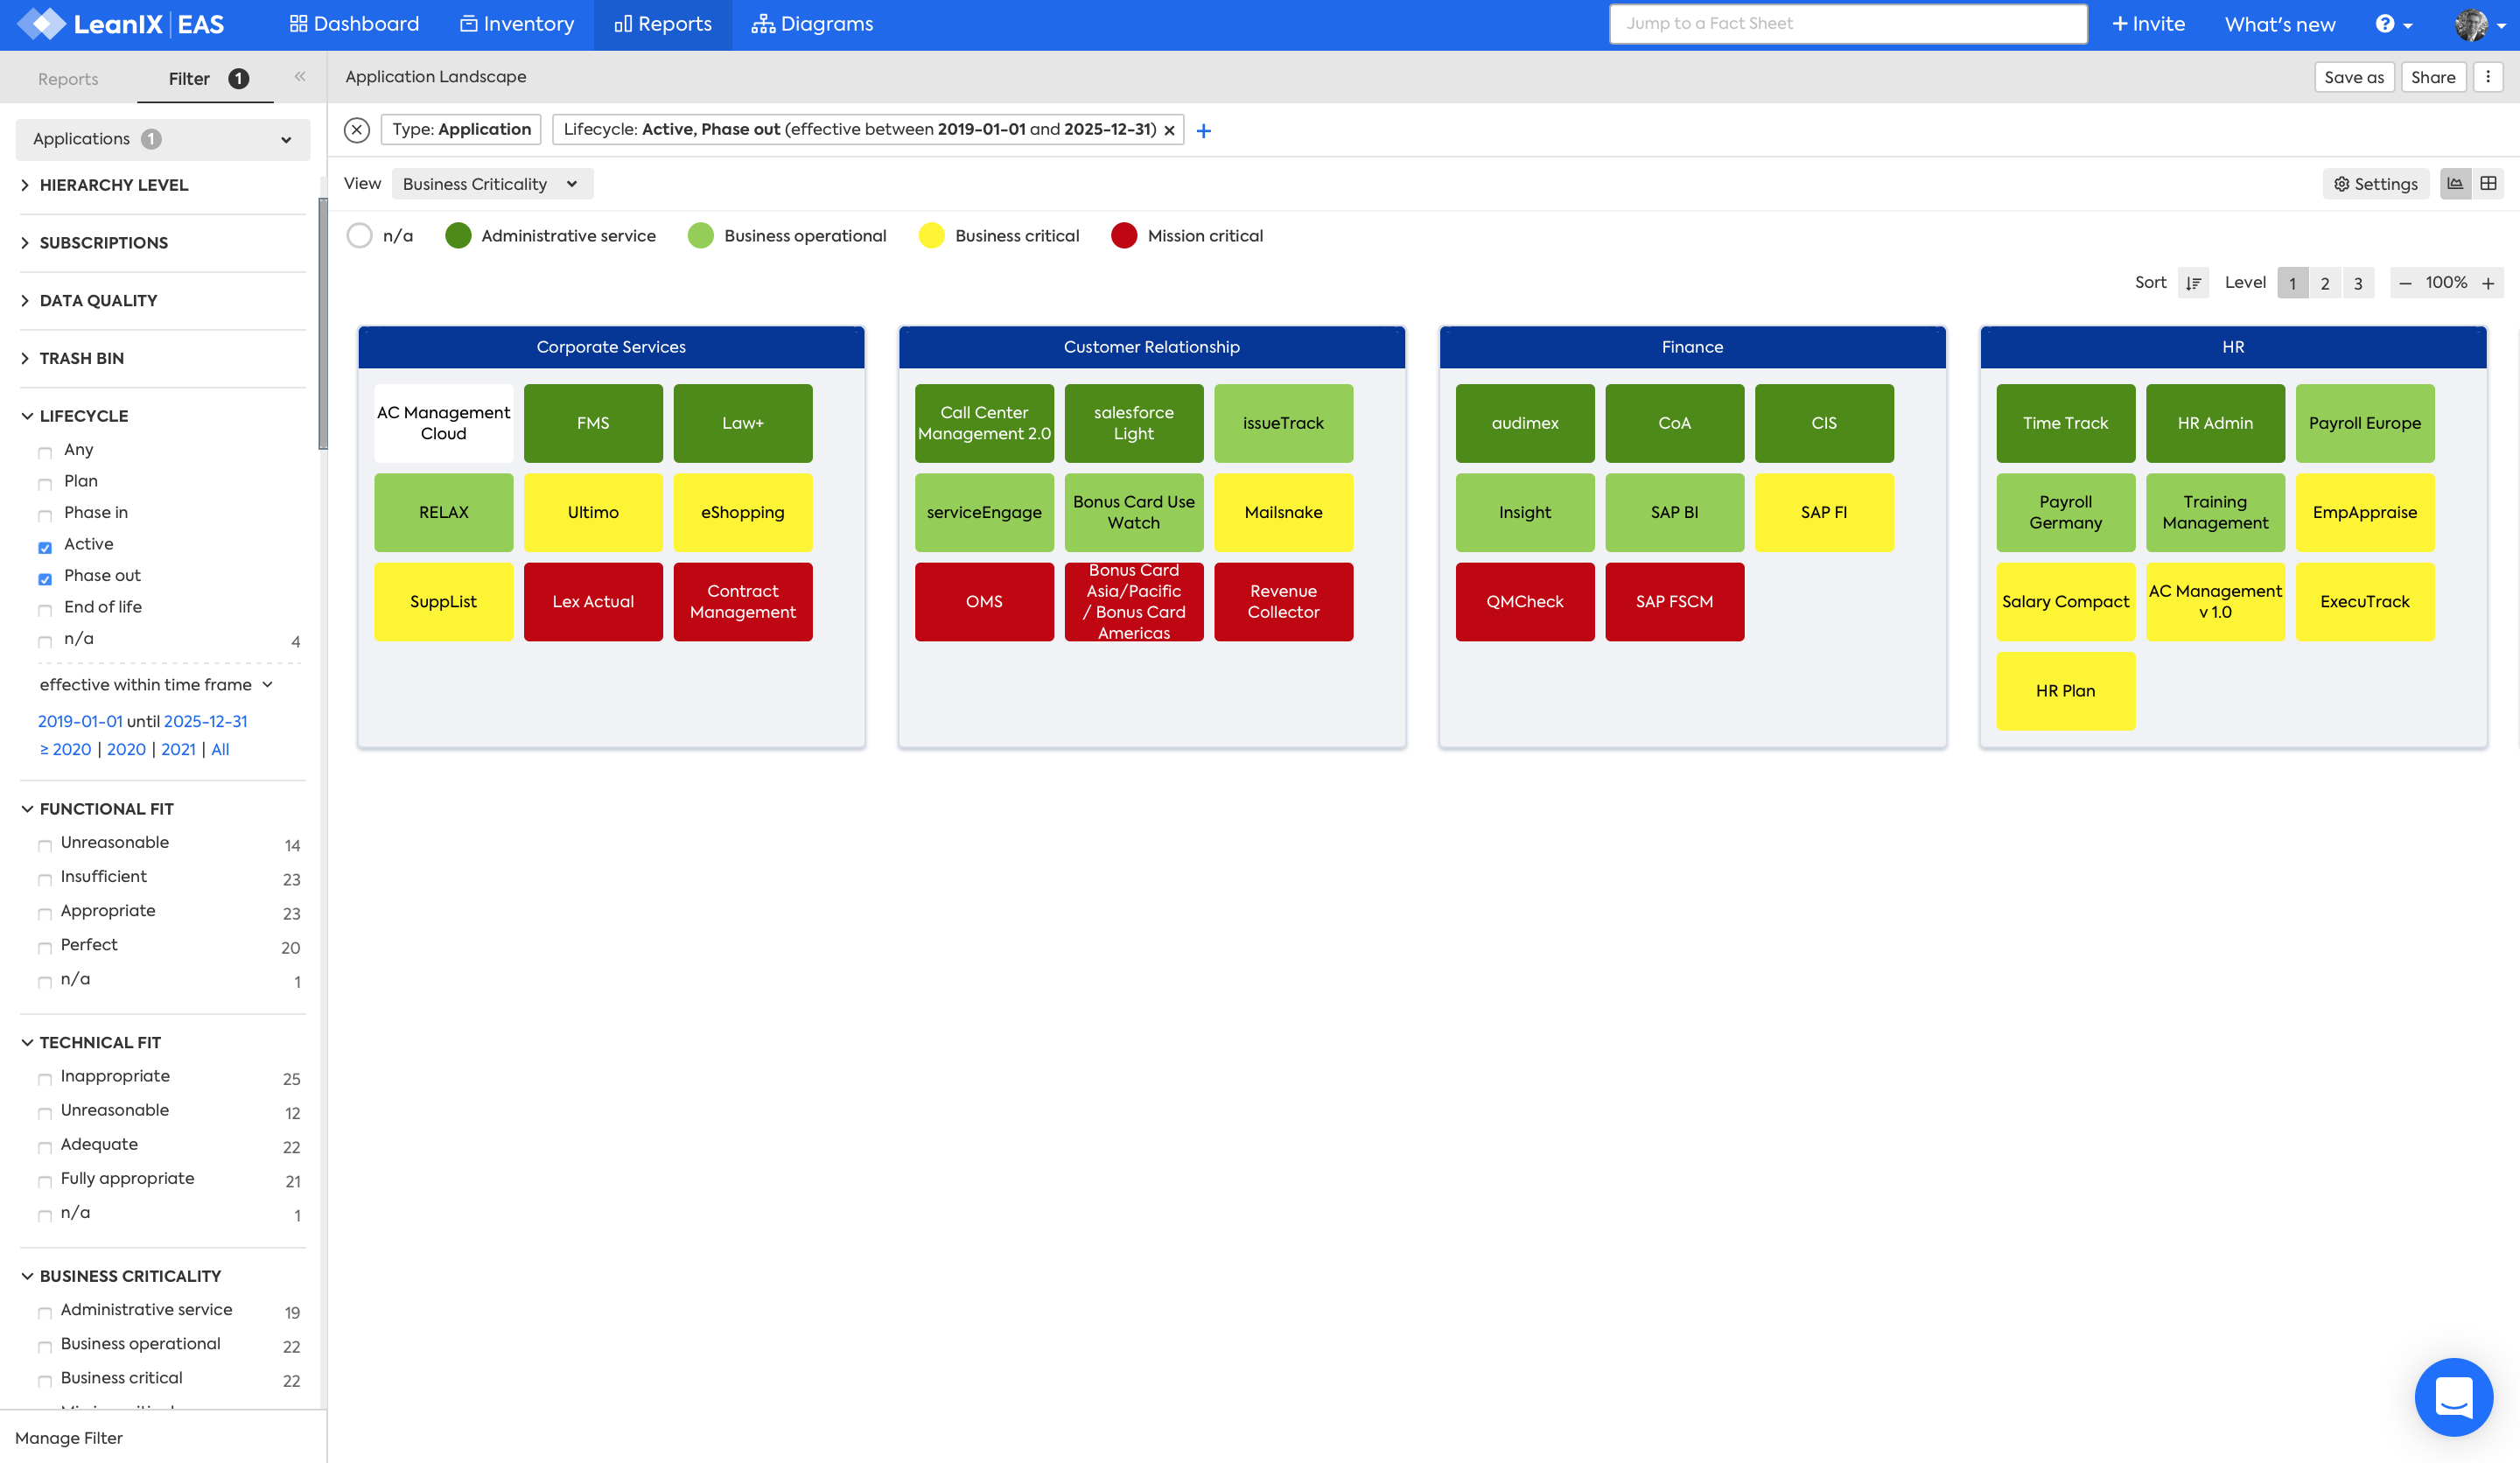 LeanIX EAS
Dashboard
Inventory
Reports
Diagrams
Jump to a Fact Sheet
+ Invite
What's new
?
Reports
Filter 1
«
Application Landscape
Save as
Share
Applications 1
Type: Application
Lifecycle: Active, Phase out (effective between 2019-01-01 and 2025-12-31) ×
+
HIERARCHY LEVEL
SUBSCRIPTIONS
DATA QUALITY
TRASH BIN
LIFECYCLE
Any
Plan
Phase in
Active
Phase out
End of life
n/a 4
effective within time frame
2019-01-01 until 2025-12-31
≥ 2020 | 2020 | 2021 | All
FUNCTIONAL FIT
Unreasonable 14
Insufficient 23
Appropriate 23
Perfect 20
n/a 1
TECHNICAL FIT
Inappropriate 25
Unreasonable 12
Adequate 22
Fully appropriate 21
n/a 1
BUSINESS CRITICALITY
Administrative service 19
Business operational 22
Business critical 22
Manage Filter
View Business Criticality
Settings
n/a
Administrative service
Business operational
Business critical
Mission critical
Sort
Level 1 2 3
− 100% +
Corporate Services
AC Management
Cloud
FMS
Law+
RELAX
Ultimo
eShopping
SuppList
Lex Actual
Contract
Management
Customer Relationship
Call Center
Management 2.0
salesforce
Light
issueTrack
serviceEngage
Bonus Card Use
Watch
Mailsnake
OMS
Bonus Card
Asia/Pacific
/ Bonus Card
Americas
Revenue
Collector
Finance
audimex
CoA
CIS
Insight
SAP BI
SAP FI
QMCheck
SAP FSCM
HR
Time Track
HR Admin
Payroll Europe
Payroll
Germany
Training
Management
EmpAppraise
Salary Compact
AC Management
v 1.0
ExecuTrack
HR Plan